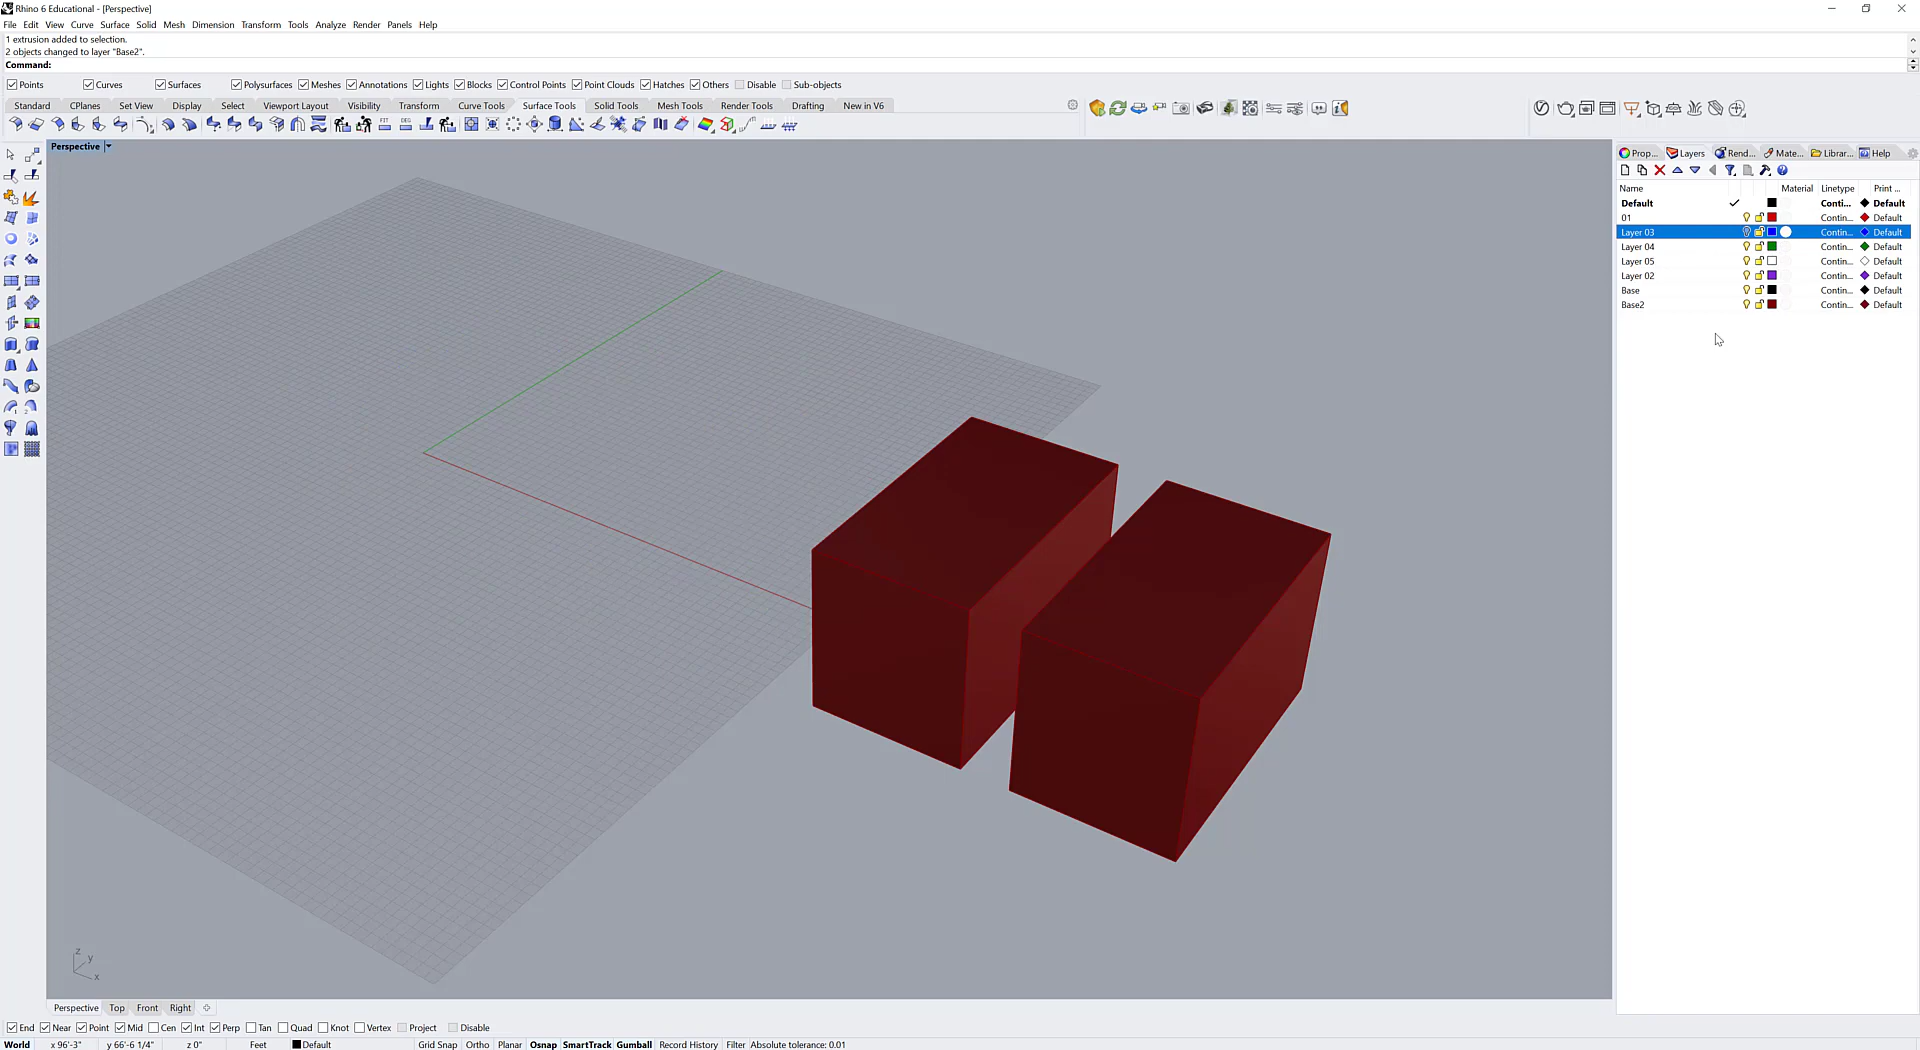 Rhino 6 Educational - [Perspective]
File Edit View Curve Surface Solid Mesh Dimension Transform Tools Analyze Render Panels Help
1 extrusion added to selection.
2 objects changed to layer "Base2".
Command:
Points Curves Surfaces Polysurfaces Meshes Annotations Lights Blocks Control Points Point Clouds Hatches Others Disable Sub-objects
Standard CPlanes Set View Display Select Viewport Layout Visibility Transform Curve Tools Surface Tools Solid Tools Mesh Tools Render Tools Drafting New in V6
Perspective
Prop... Layers Rend... Mate... Librar... Help
Name Material Linetype Print ...
Default Conti... Default
01 Contin... Default
Layer 03 Contin... Default
Layer 04 Contin... Default
Layer 05 Contin... Default
Layer 02 Contin... Default
Base Contin... Default
Base2 Contin... Default
z
y
x
Perspective Top Front Right
End Near Point Mid Cen Int Perp Tan Quad Knot Vertex Project Disable
World x 96'-3" y 66'-6 1/4" z 0" Feet Default Grid Snap Ortho Planar Osnap SmartTrack Gumball Record History Filter Absolute tolerance: 0.01